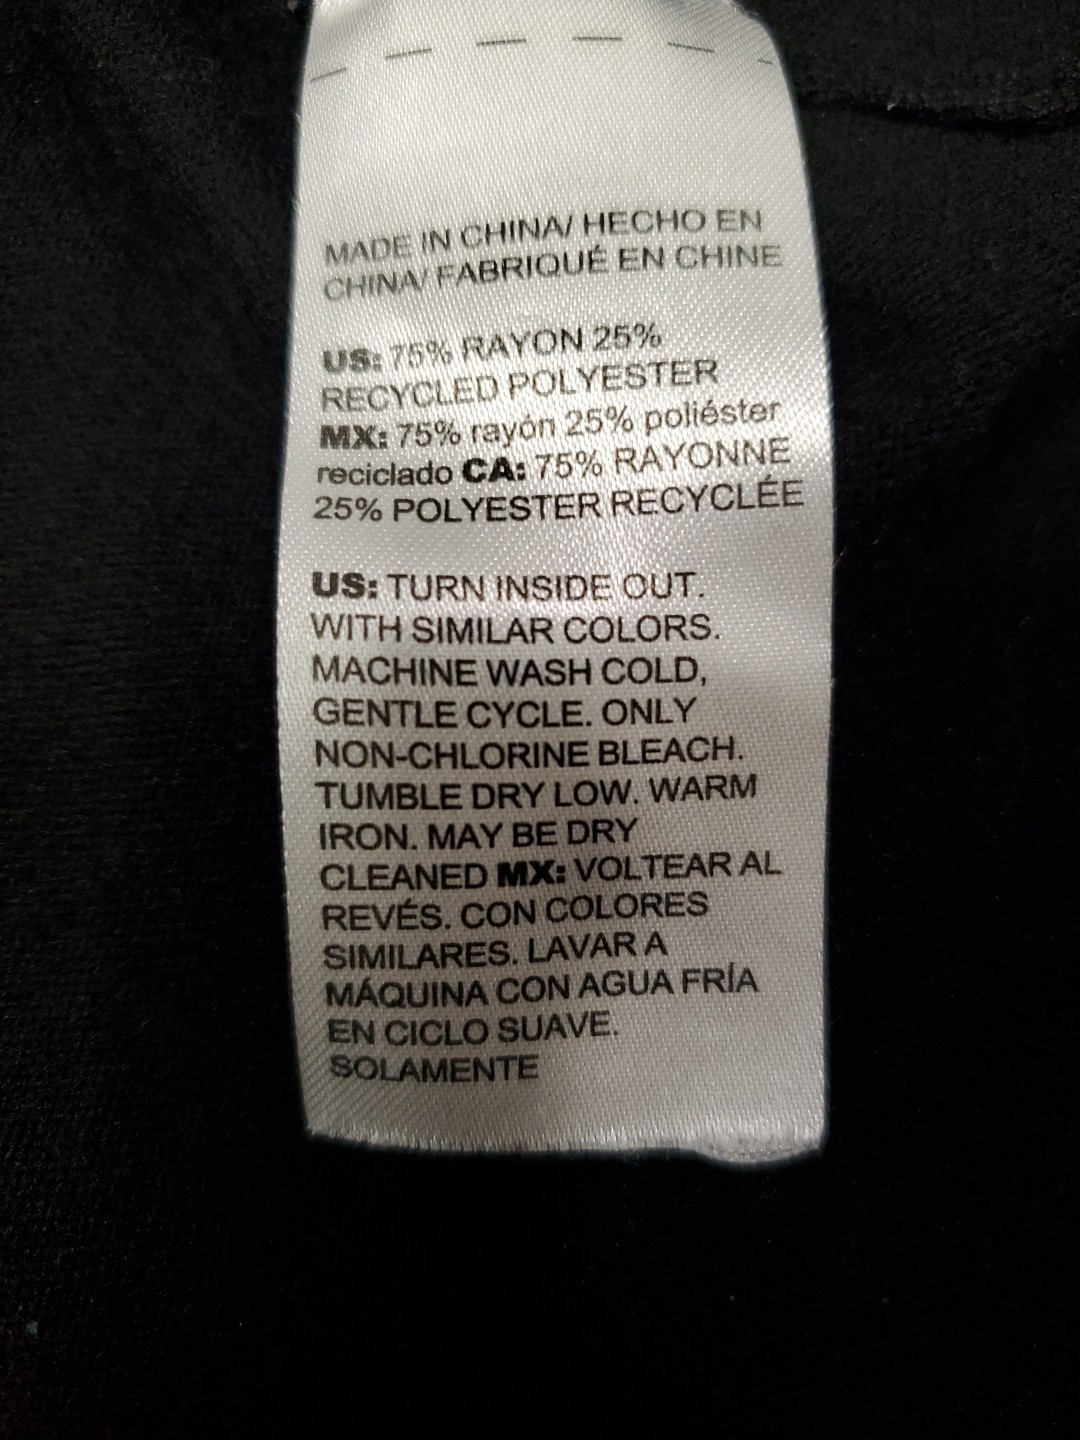 MADE IN CHINA/ HECHO EN
CHINA/ FABRIQUÉ EN CHINE
US: 75% RAYON 25%
RECYCLED POLYESTER
MX: 75% rayón 25% poliéster
reciclado CA: 75% RAYONNE
25% POLYESTER RECYCLÉE
US: TURN INSIDE OUT.
WITH SIMILAR COLORS.
MACHINE WASH COLD,
GENTLE CYCLE. ONLY
NON-CHLORINE BLEACH.
TUMBLE DRY LOW. WARM
IRON. MAY BE DRY
CLEANED MX: VOLTEAR AL
REVÉS. CON COLORES
SIMILARES. LAVAR A
MÁQUINA CON AGUA FRÍA
EN CICLO SUAVE.
SOLAMENTE